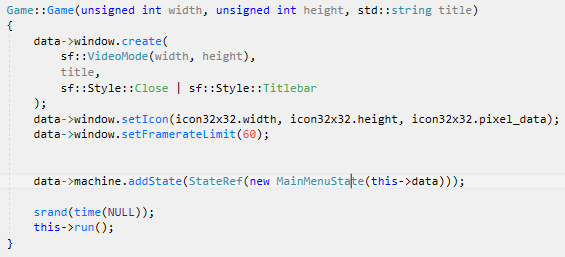 Game::Game(unsigned int width, unsigned int height, std::string title)
{
    data->window.create(
        sf::VideoMode(width, height),
        title,
        sf::Style::Close | sf::Style::Titlebar
    );
    data->window.setIcon(icon32x32.width, icon32x32.height, icon32x32.pixel_data);
    data->window.setFramerateLimit(60);
    data->machine.addState(StateRef(new MainMenuState(this->data)));
    srand(time(NULL));
    this->run();
}